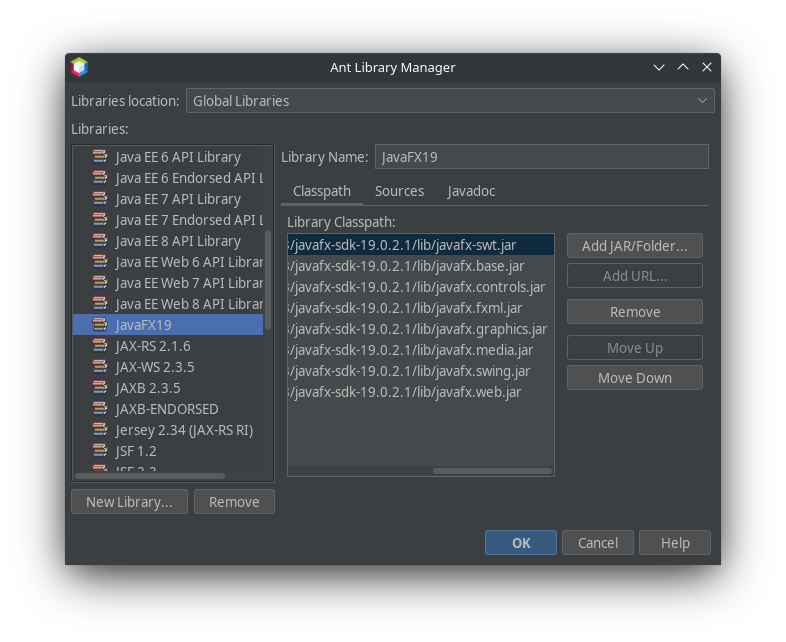 Ant Library Manager
Libraries location: Global Libraries
Libraries:
Java EE 6 API Library
Java EE 6 Endorsed API L
Java EE 7 API Library
Java EE 7 Endorsed API L
Java EE 8 API Library
Java EE Web 6 API Librar
Java EE Web 7 API Librar
Java EE Web 8 API Librar
JavaFX19
JAX-RS 2.1.6
JAX-WS 2.3.5
JAXB 2.3.5
JAXB-ENDORSED
Jersey 2.34 (JAX-RS RI)
JSF 1.2
New Library... Remove
Library Name: JavaFX19
Classpath Sources Javadoc
Library Classpath:
/javafx-sdk-19.0.2.1/lib/javafx-swt.jar
/javafx-sdk-19.0.2.1/lib/javafx.base.jar
/javafx-sdk-19.0.2.1/lib/javafx.controls.jar
/javafx-sdk-19.0.2.1/lib/javafx.fxml.jar
/javafx-sdk-19.0.2.1/lib/javafx.graphics.jar
/javafx-sdk-19.0.2.1/lib/javafx.media.jar
/javafx-sdk-19.0.2.1/lib/javafx.swing.jar
/javafx-sdk-19.0.2.1/lib/javafx.web.jar
Add JAR/Folder...
Add URL...
Remove
Move Up
Move Down
OK Cancel Help